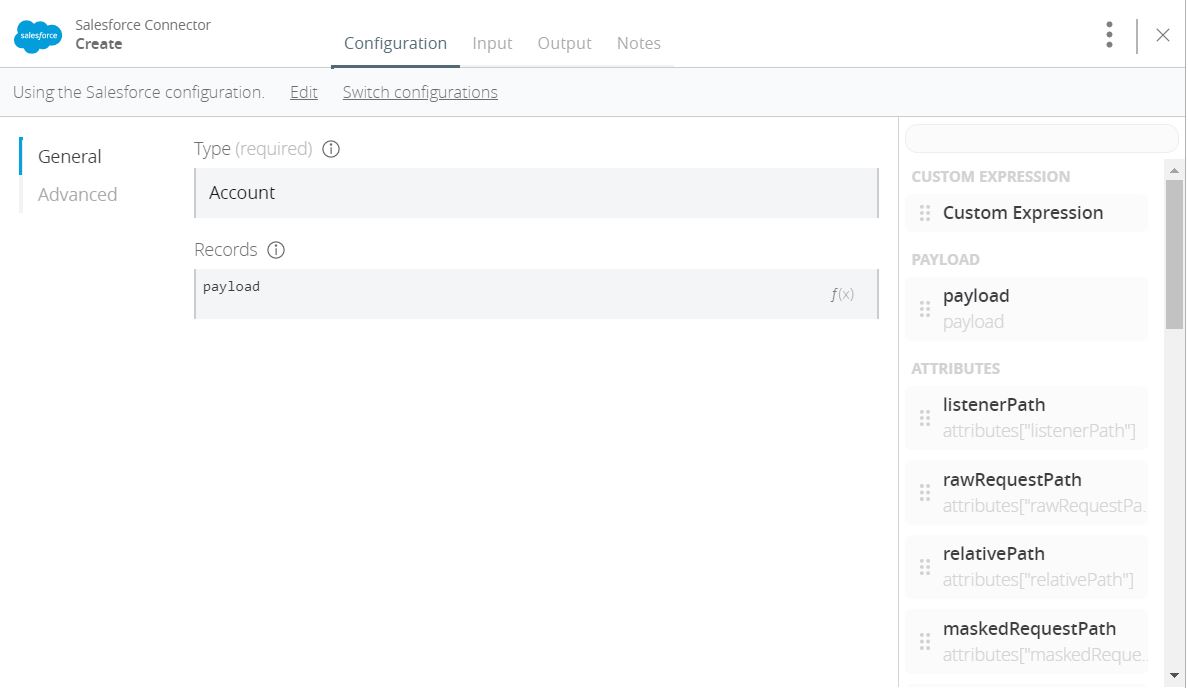 salesforce
Salesforce Connector
Create
Configuration
Input
Output
Notes
Using the Salesforce configuration.
Edit
Switch configurations
General
Advanced
Type (required)
Account
Records
payload
ƒ(x)
CUSTOM EXPRESSION
Custom Expression
PAYLOAD
payload
payload
ATTRIBUTES
listenerPath
attributes["listenerPath"]
rawRequestPath
attributes["rawRequestPa..
relativePath
attributes["relativePath"]
maskedRequestPath
attributes["maskedReque..